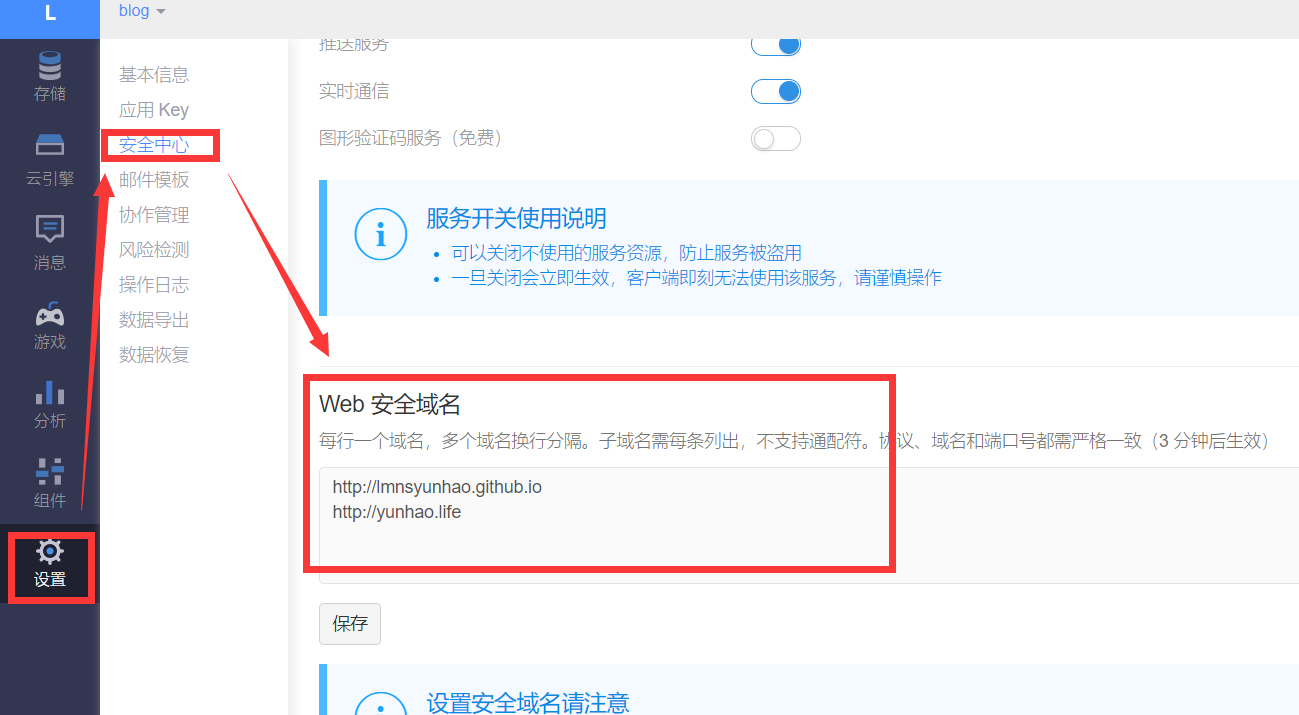 L
blog
存储
云引擎
消息
游戏
分析
组件
设置
基本信息
应用 Key
安全中心
邮件模板
协作管理
风险检测
操作日志
数据导出
数据恢复
推送服务
实时通信
图形验证码服务（免费）
服务开关使用说明
可以关闭不使用的服务资源，防止服务被盗用
一旦关闭会立即生效，客户端即刻无法使用该服务，请谨慎操作
Web 安全域名
每行一个域名，多个域名换行分隔。子域名需每条列出，不支持通配符。协议、域名和端口号都需严格一致（3 分钟后生效）
http://lmnsyunhao.github.io
http://yunhao.life
保存
设置安全域名请注意